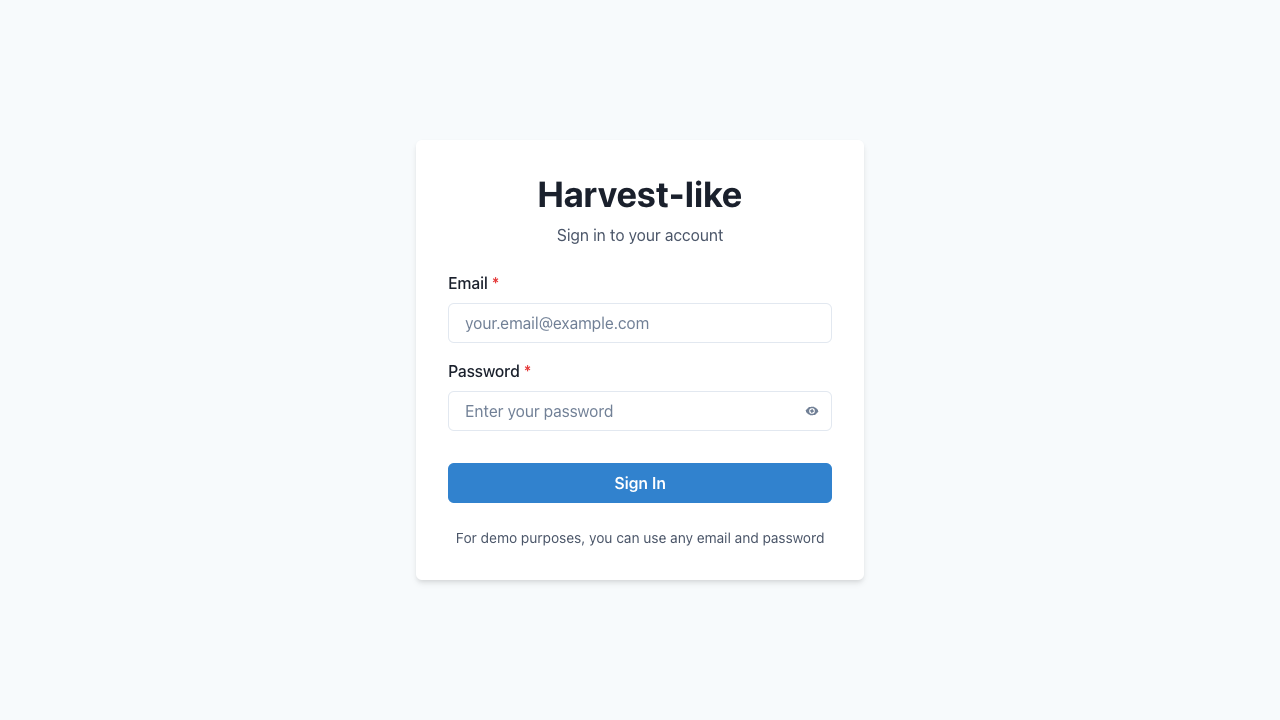 Harvest-like
Sign in to your account
Email *
your.email@example.com
Password *
Enter your password
Sign In
For demo purposes, you can use any email and password